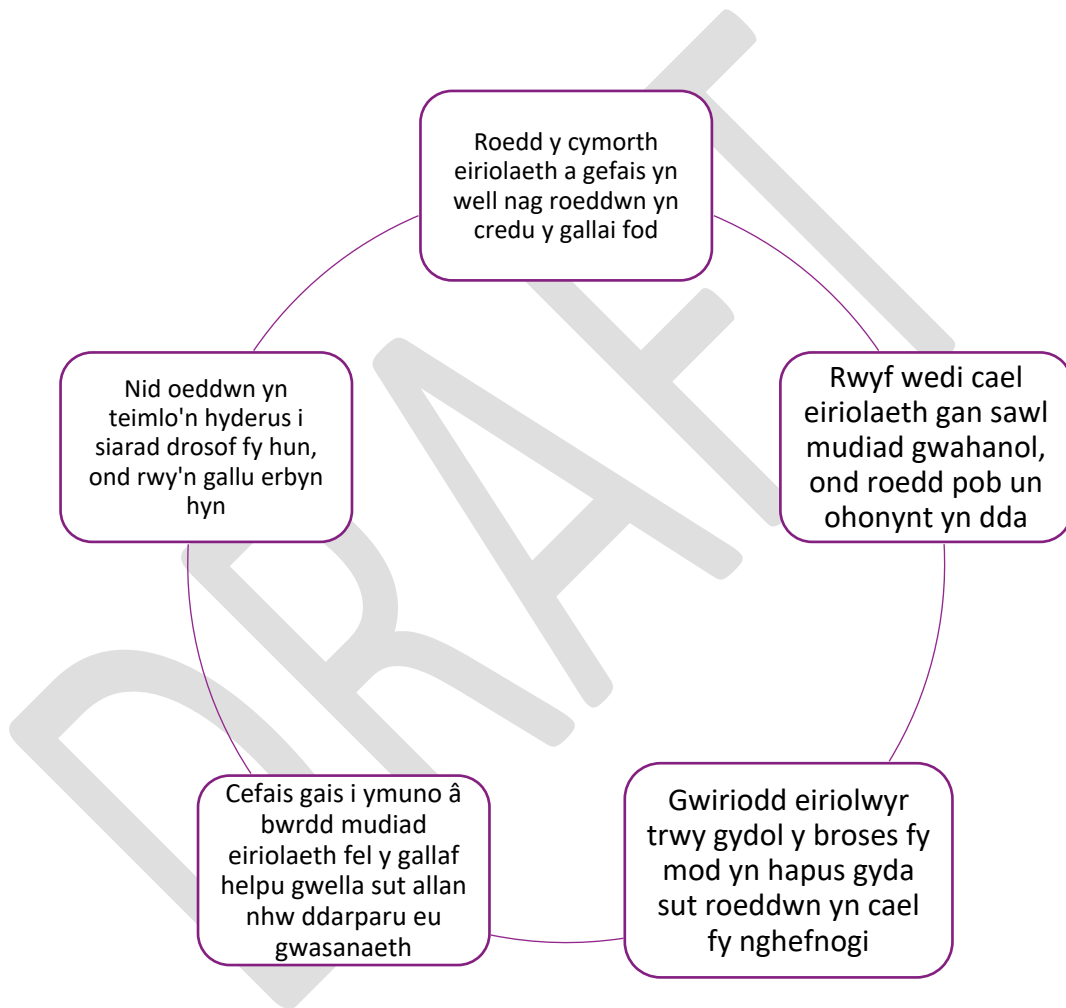 Roedd y cymorth
eiriolaeth a gefais yn
well nag roeddwn yn
credu y gallai fod
Rwyf wedi cael
eiriolaeth gan sawl
mudiad gwahanol,
ond roedd pob un
ohonynt yn dda
Gwiriodd eiriolwyr
trwy gydol y broses fy
mod yn hapus gyda
sut roeddwn yn cael
fy nghefnogi
Cefais gais i ymuno â
bwrdd mudiad
eiriolaeth fel y gallaf
helpu gwella sut allan
nhw ddarparu eu
gwasanaeth
Nid oeddwn yn
teimlo'n hyderus i
siarad drosof fy hun,
ond rwy'n gallu erbyn
hyn
DRAFT